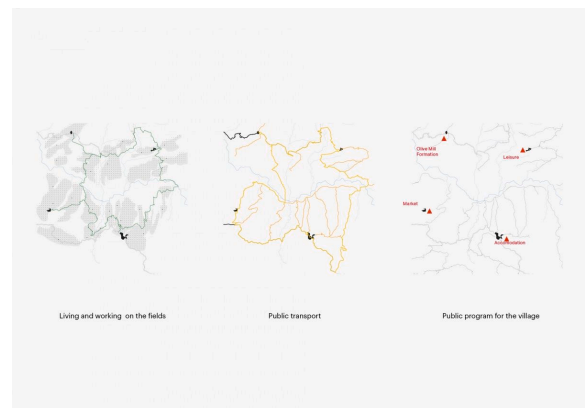 Olive Mill
Formation
Leisure
Market
Accomodation
Living and working on the fields
Public transport
Public program for the village